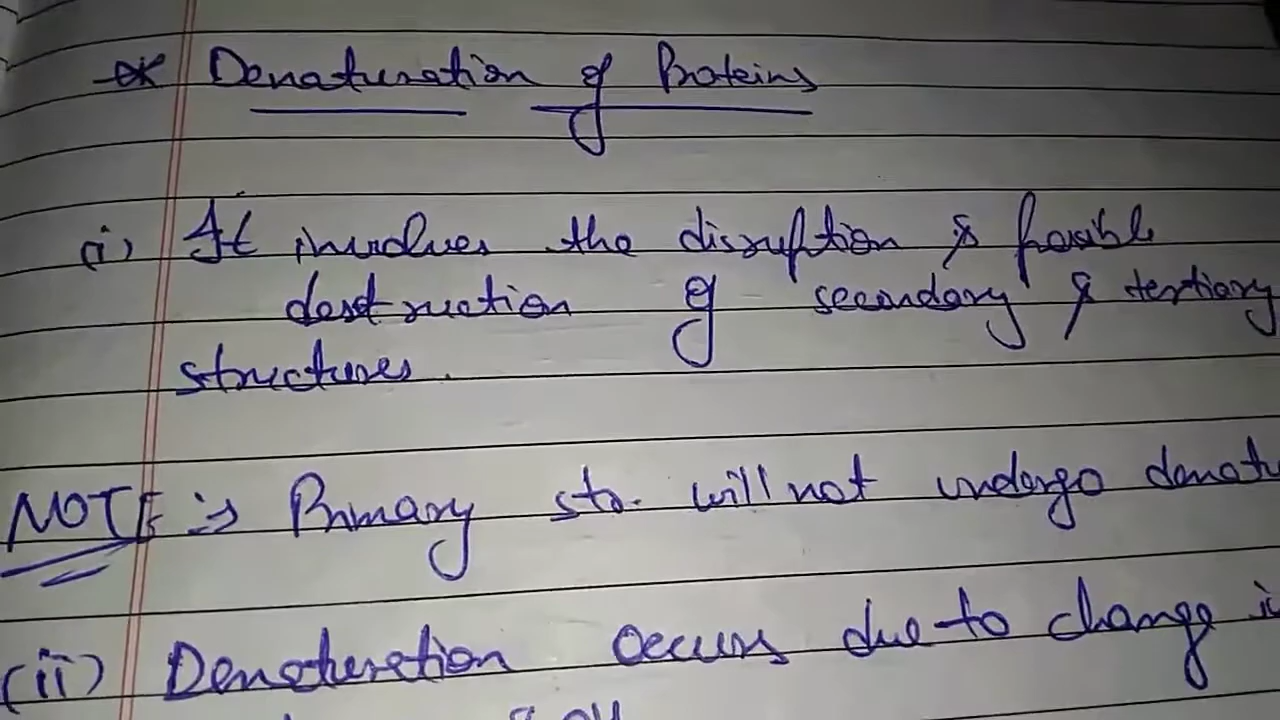 * Denaturation of Proteins
(i) It involves the disruption & possible
destruction of secondary & tertiary
structures.
NOTE :→ Primary str. will not undergo denatu
(ii) Denaturation occurs due to change i